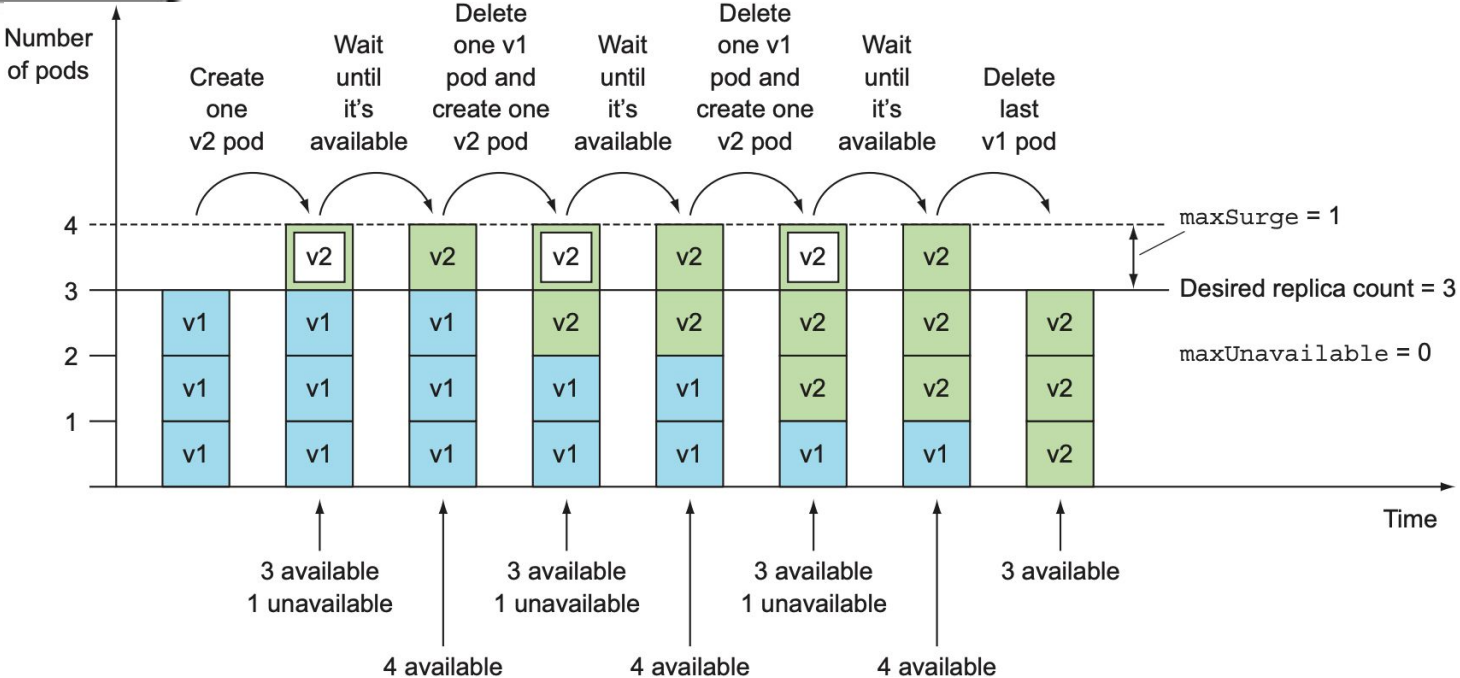 Number
of pods
Create
one
v2 pod
Wait
until
it’s
available
Delete
one v1
pod and
create one
v2 pod
Wait
until
it’s
available
Delete
one v1
pod and
create one
v2 pod
Wait
until
it’s
available
Delete
last
v1 pod
4
3
2
1
v1
v1
v1
v2
v1
v1
v1
v2
v1
v1
v1
v2
v2
v1
v1
v2
v2
v1
v1
v2
v2
v2
v1
v2
v2
v2
v1
v2
v2
v2
maxSurge = 1
Desired replica count = 3
maxUnavailable = 0
Time
3 available
1 unavailable
4 available
3 available
1 unavailable
4 available
3 available
1 unavailable
4 available
3 available